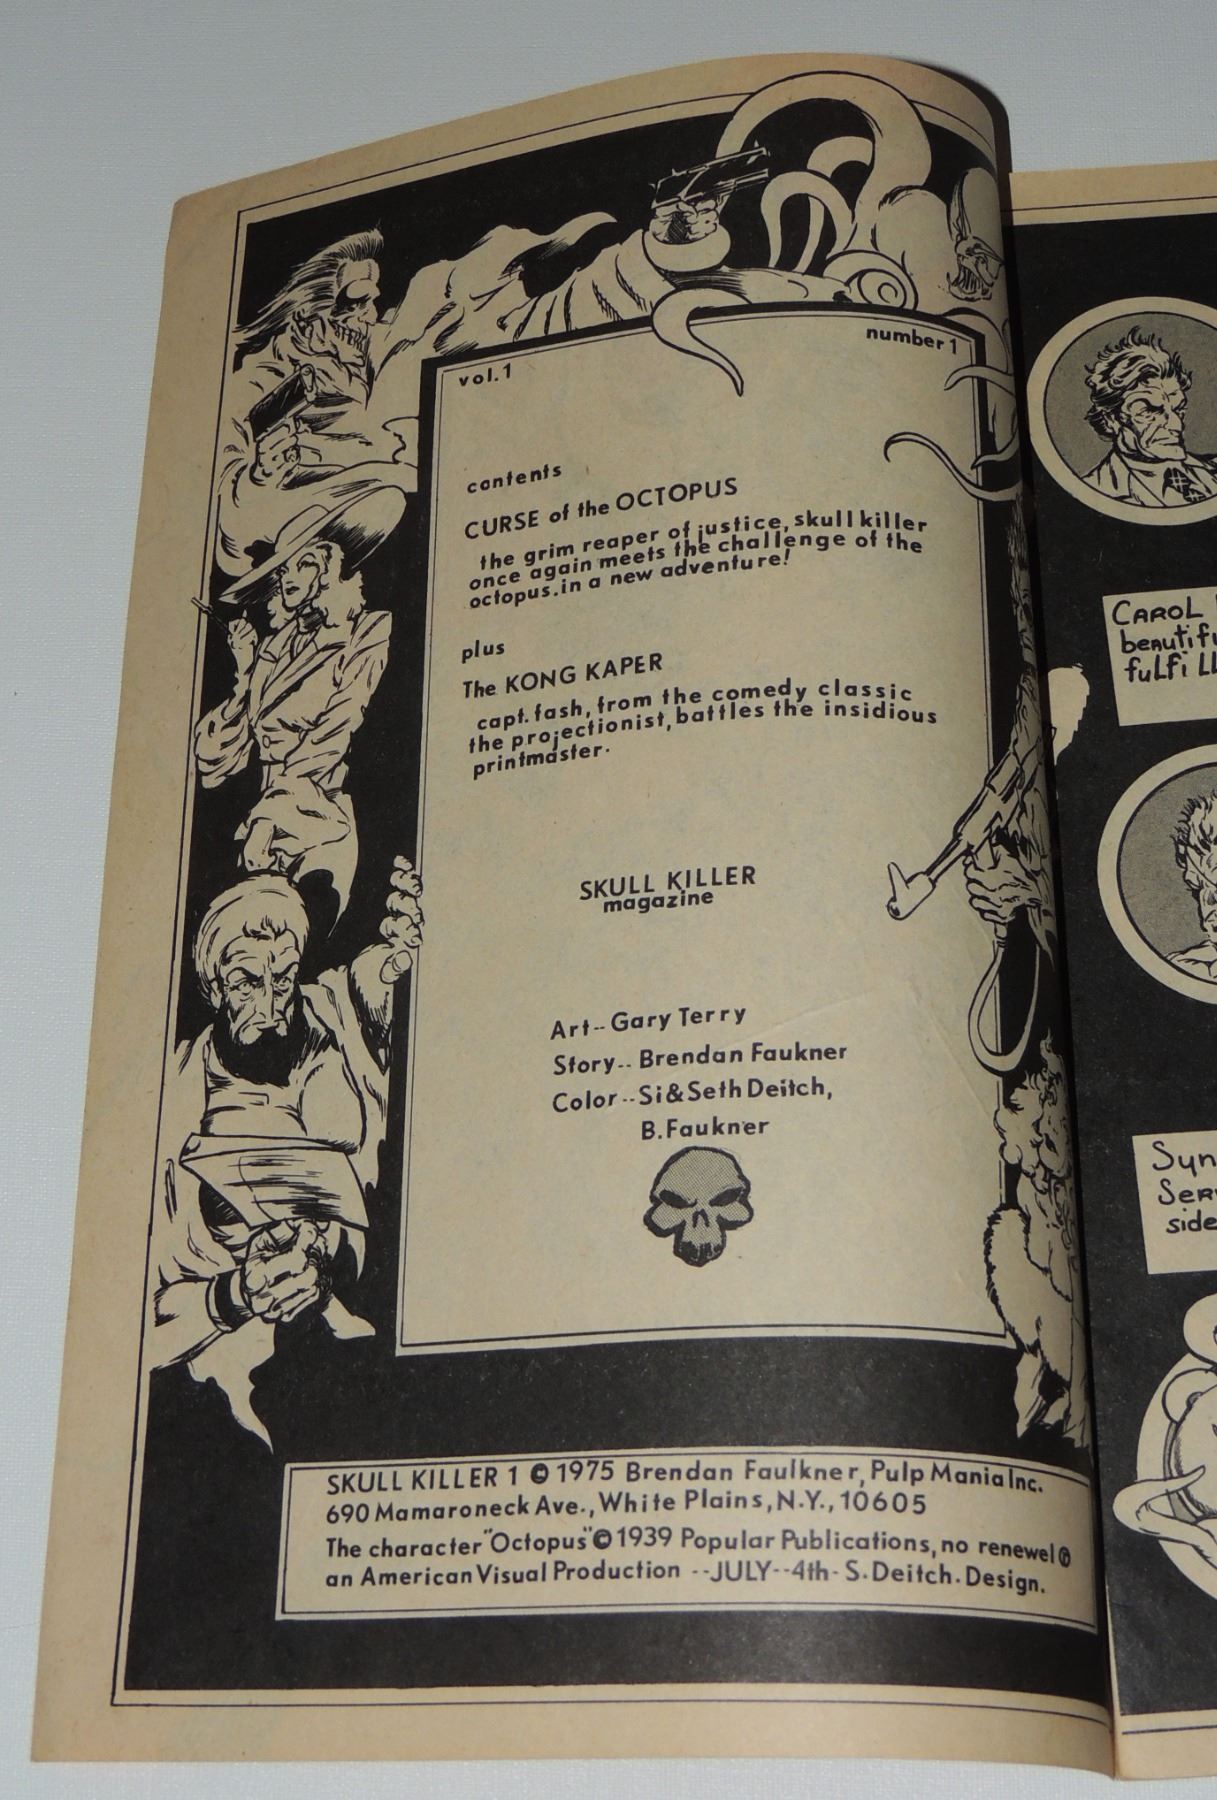 vol.1
number 1
contents
CURSE of the OCTOPUS
the grim reaper of justice, skull killer
once again meets the challenge of the
octopus.in a new adventure!
plus
The KONG KAPER
capt. fash, from the comedy classic
the projectionist, battles the insidious
printmaster.
SKULL KILLER
magazine
Art-- Gary Terry
Story-- Brendan Faukner
Color--Si&Seth Deitch,
B.Faukner
SKULL KILLER 1 © 1975 Brendan Faulkner, Pulp Mania Inc.
690 Mamaroneck Ave., White Plains, N.Y., 10605
The character "Octopus" © 1939 Popular Publications, no renewel
an American Visual Production --JULY--4th- S.Deitch.Design.
CAROL
beautifu
fulfill
Syn
SER
side